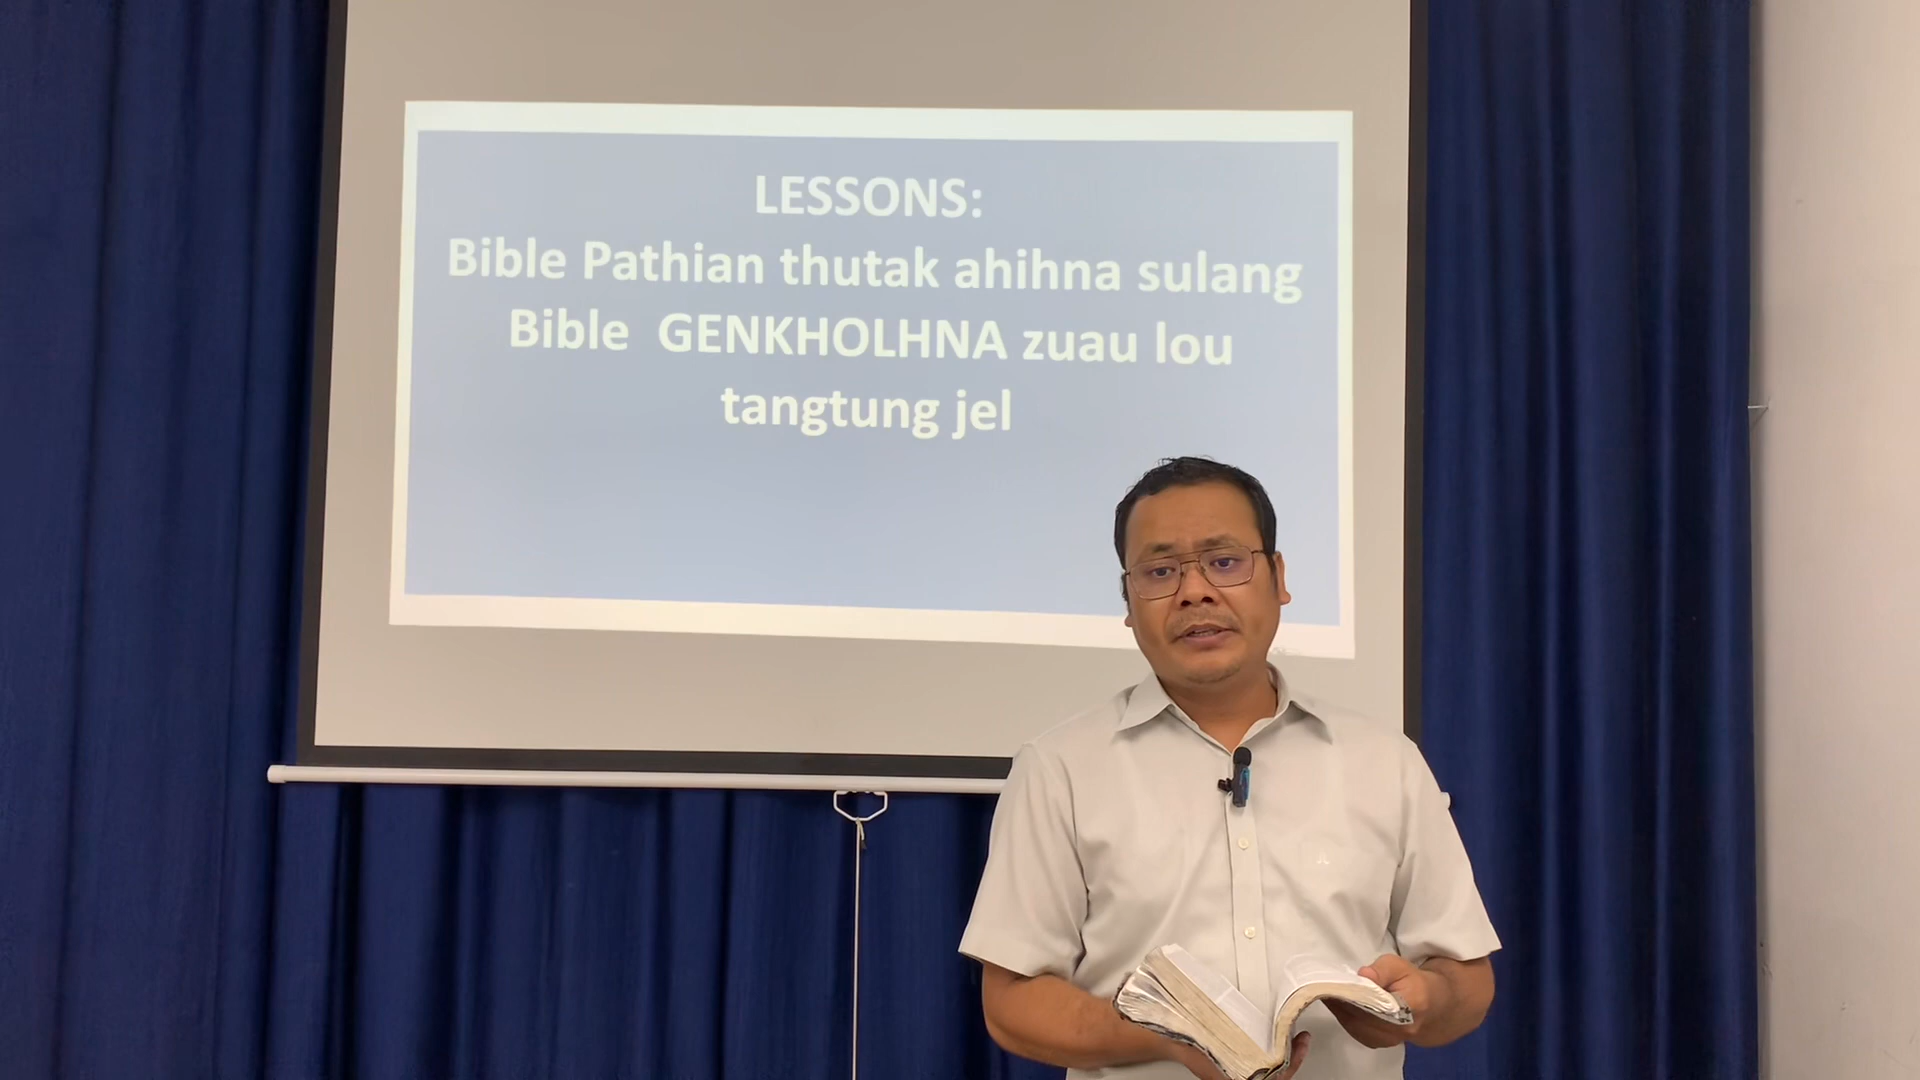 LESSONS:
Bible Pathian thutak ahihna sulang
Bible GENKHOLHNA zuau lou
tangtung jel